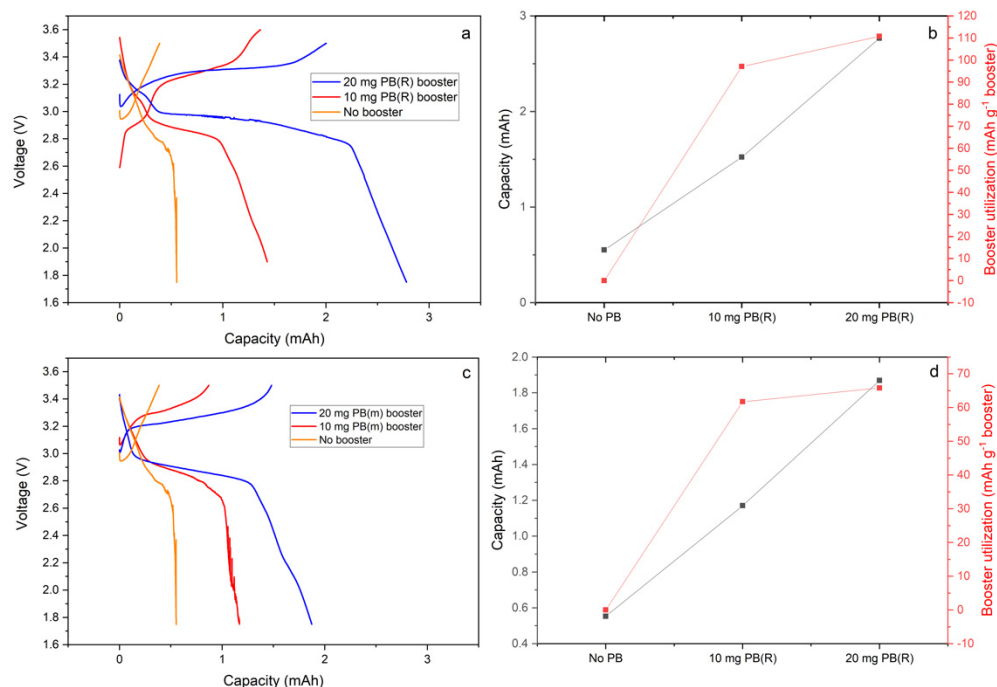 a
3.6
3.4
3.2
3.0
2.8
2.6
2.4
2.2
2.0
1.8
1.6
Voltage (V)
20 mg PB(R) booster
10 mg PB(R) booster
No booster
0
1
2
3
Capacity (mAh)
b
3
2
1
0
Capacity (mAh)
120
110
100
90
80
70
60
50
40
30
20
10
0
-10
Booster utilization (mAh g-1 booster)
No PB
10 mg PB(R)
20 mg PB(R)
c
3.6
3.4
3.2
3.0
2.8
2.6
2.4
2.2
2.0
1.8
1.6
Voltage (V)
20 mg PB(m) booster
10 mg PB(m) booster
No booster
0
1
2
3
Capacity (mAh)
d
2.0
1.8
1.6
1.4
1.2
1.0
0.8
0.6
0.4
Capacity (mAh)
70
60
50
40
30
20
10
0
-10
Booster utilization (mAh g-1 booster)
No PB
10 mg PB(R)
20 mg PB(R)